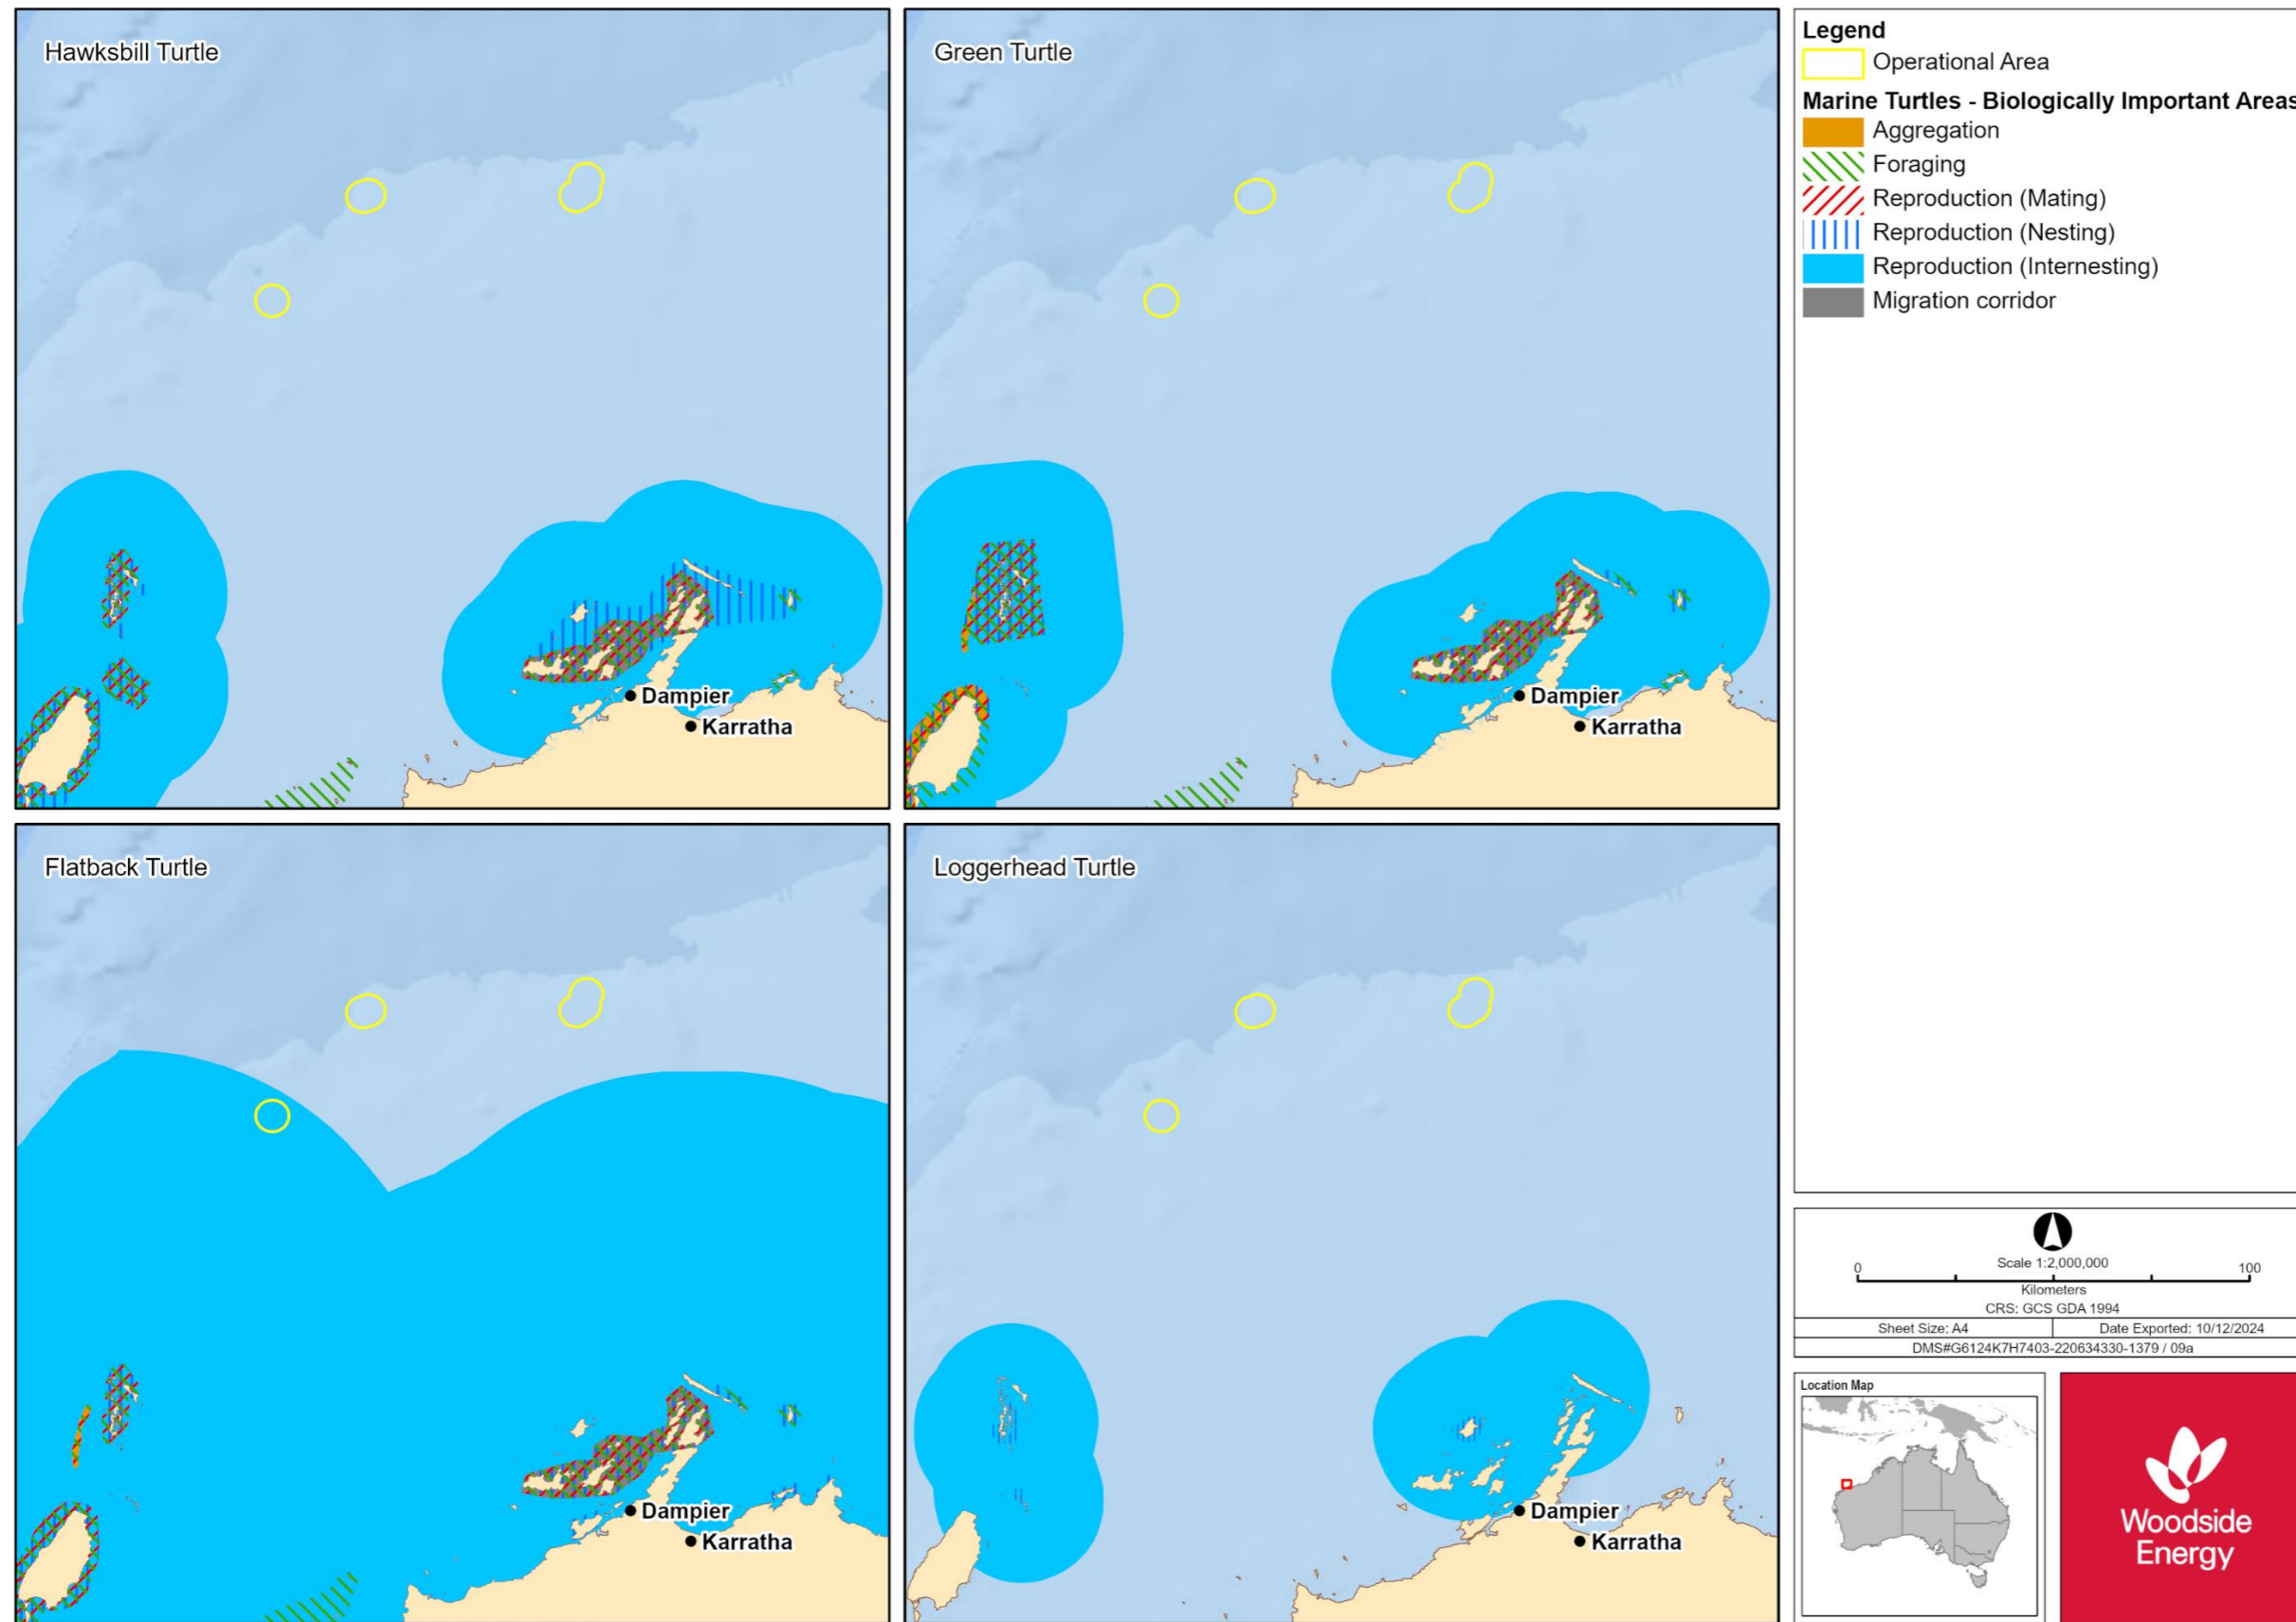 Hawksbill Turtle
Dampier
Karratha
Green Turtle
Dampier
Karratha
Flatback Turtle
Dampier
Karratha
Loggerhead Turtle
Dampier
Karratha
Legend
Operational Area
Marine Turtles - Biologically Important Areas
Aggregation
Foraging
Reproduction (Mating)
Reproduction (Nesting)
Reproduction (Internesting)
Migration corridor
Scale 1:2,000,000
0 100
Kilometers
CRS: GCS GDA 1994
Sheet Size: A4 Date Exported: 10/12/2024
DMS#G6124K7H7403-220634330-1379 / 09a
Location Map
Woodside
Energy